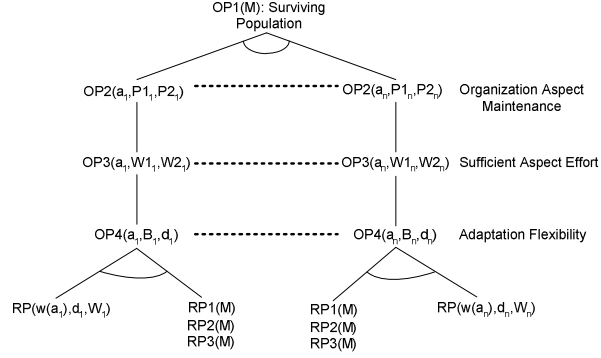 OP1(M): Surviving
Population
OP2(a₁,P1₁,P2₁)
OP2(aₙ,P1ₙ,P2ₙ)
Organization Aspect
Maintenance
OP3(a₁,W1₁,W2₁)
OP3(aₙ,W1ₙ,W2ₙ)
Sufficient Aspect Effort
OP4(a₁,B₁,d₁)
OP4(aₙ,Bₙ,dₙ)
Adaptation Flexibility
RP(w(a₁),d₁,W₁)
RP1(M)
RP2(M)
RP3(M)
RP1(M)
RP2(M)
RP3(M)
RP(w(aₙ),dₙ,Wₙ)